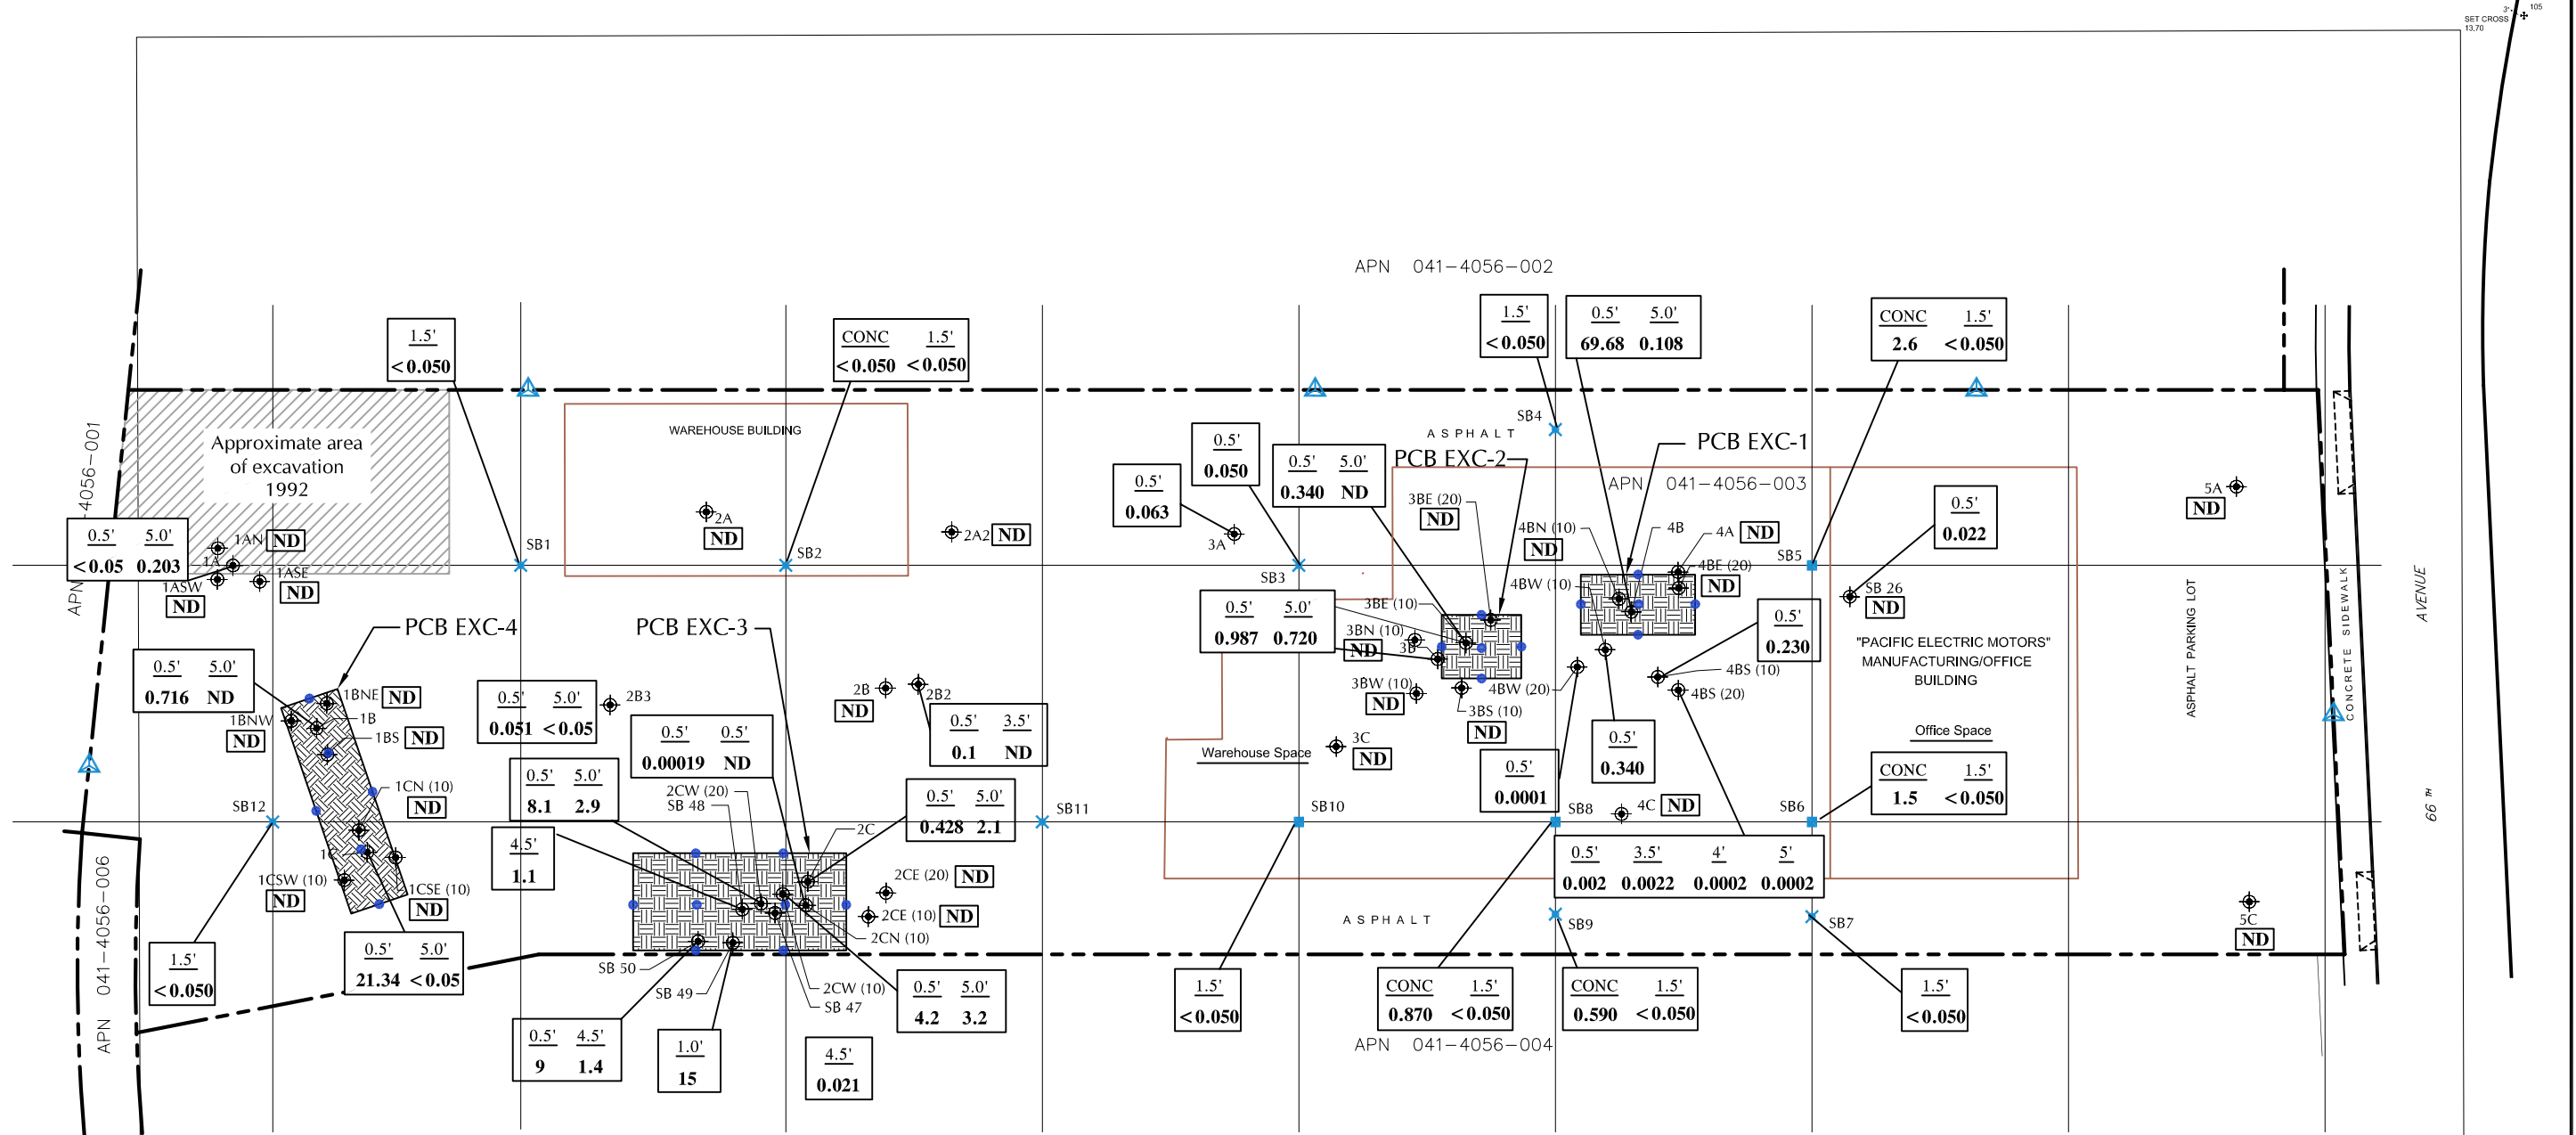 3'
105
SET CROSS
13.70
APN 041-4056-002
1.5'
<0.050
CONC 1.5'
<0.050 <0.050
1.5'
<0.050
0.5' 5.0'
69.68 0.108
CONC 1.5'
2.6 <0.050
Approximate area
of excavation
1992
APN
-4056-001
WAREHOUSE BUILDING
0.5'
0.063
0.5'
0.050
0.5' 5.0'
0.340 ND
ASPHALT
SB4
PCB EXC-2
PCB EXC-1
APN 041-4056-003
3BE (20)
ND
4BN (10)
ND
4B
4A ND
4BE (20)
ND
4BW (10)
0.5'
0.022
5A
ND
0.5' 5.0'
<0.05 0.203
1AN ND
1A
1ASW
ND
1ASE
ND
SB1
2A
ND
SB2
2A2 ND
3A
SB3
SB5
SB 26
ND
0.5' 5.0'
0.987 0.720
3BE (10)
3BN (10)
ND
3B
3BW (10)
ND
3BS (10)
ND
4BW (20)
0.5'
0.230
4BS (10)
4BS (20)
"PACIFIC ELECTRIC MOTORS"
MANUFACTURING/OFFICE
BUILDING
ASPHALT PARKING LOT
CONCRETE SIDEWALK
66 TH
AVENUE
PCB EXC-4
PCB EXC-3
0.5' 5.0'
0.716 ND
1BNE ND
1BNW
ND
1B
1BS ND
0.5' 5.0'
0.051 <0.05
2B3
2B
ND
2B2
0.5' 3.5'
0.1 ND
0.5' 0.5'
0.00019 ND
Warehouse Space
3C
ND
0.5'
0.0001
0.5'
0.340
Office Space
CONC 1.5'
1.5 <0.050
0.5' 5.0'
8.1 2.9
2CW (20)
SB 48
0.5' 5.0'
0.428 2.1
1CN (10)
ND
SB12
SB11
SB10
SB8
4C ND
SB6
4.5'
1.1
2C
0.5' 3.5' 4' 5'
0.002 0.0022 0.0002 0.0002
1C
1CSW (10)
ND
1CSE (10)
ND
2CE (20) ND
2CE (10) ND
2CN (10)
ASPHALT
SB9
SB7
5C
ND
APN 041-4056-006
1.5'
<0.050
0.5' 5.0'
21.34 <0.05
SB 50
SB 49
2CW (10)
SB 47
0.5' 5.0'
4.2 3.2
1.5'
<0.050
CONC 1.5'
0.870 <0.050
CONC 1.5'
0.590 <0.050
1.5'
<0.050
0.5' 4.5'
9 1.4
1.0'
15
4.5'
0.021
APN 041-4056-004